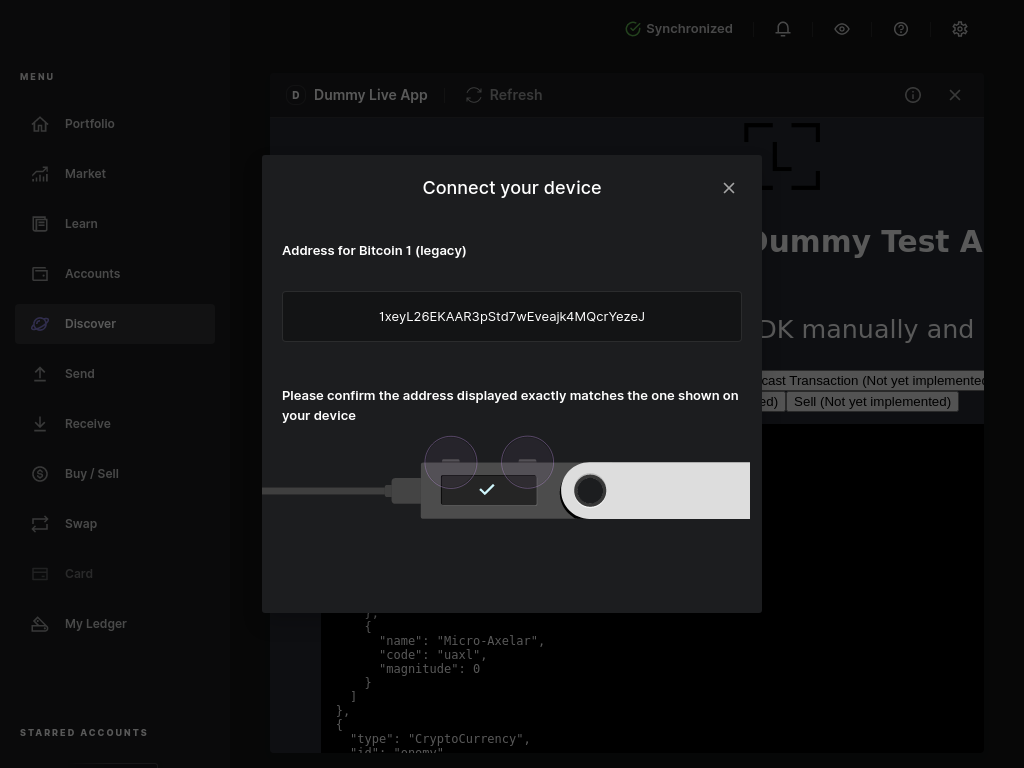 Synchronized
MENU
Portfolio
Market
Learn
Accounts
Discover
Send
Receive
Buy / Sell
Swap
Card
My Ledger
STARRED ACCOUNTS
D Dummy Live App Refresh
L
Dummy Test A
DK manually and
cast Transaction (Not yet implemented
ed) Sell (Not yet implemented)
Connect your device
Address for Bitcoin 1 (legacy)
1xeyL26EKAAR3pStd7wEveajk4MQcrYezeJ
Please confirm the address displayed exactly matches the one shown on
your device
},
{
"name": "Micro-Axelar",
"code": "uaxl",
"magnitude": 0
}
]
},
{
"type": "CryptoCurrency",